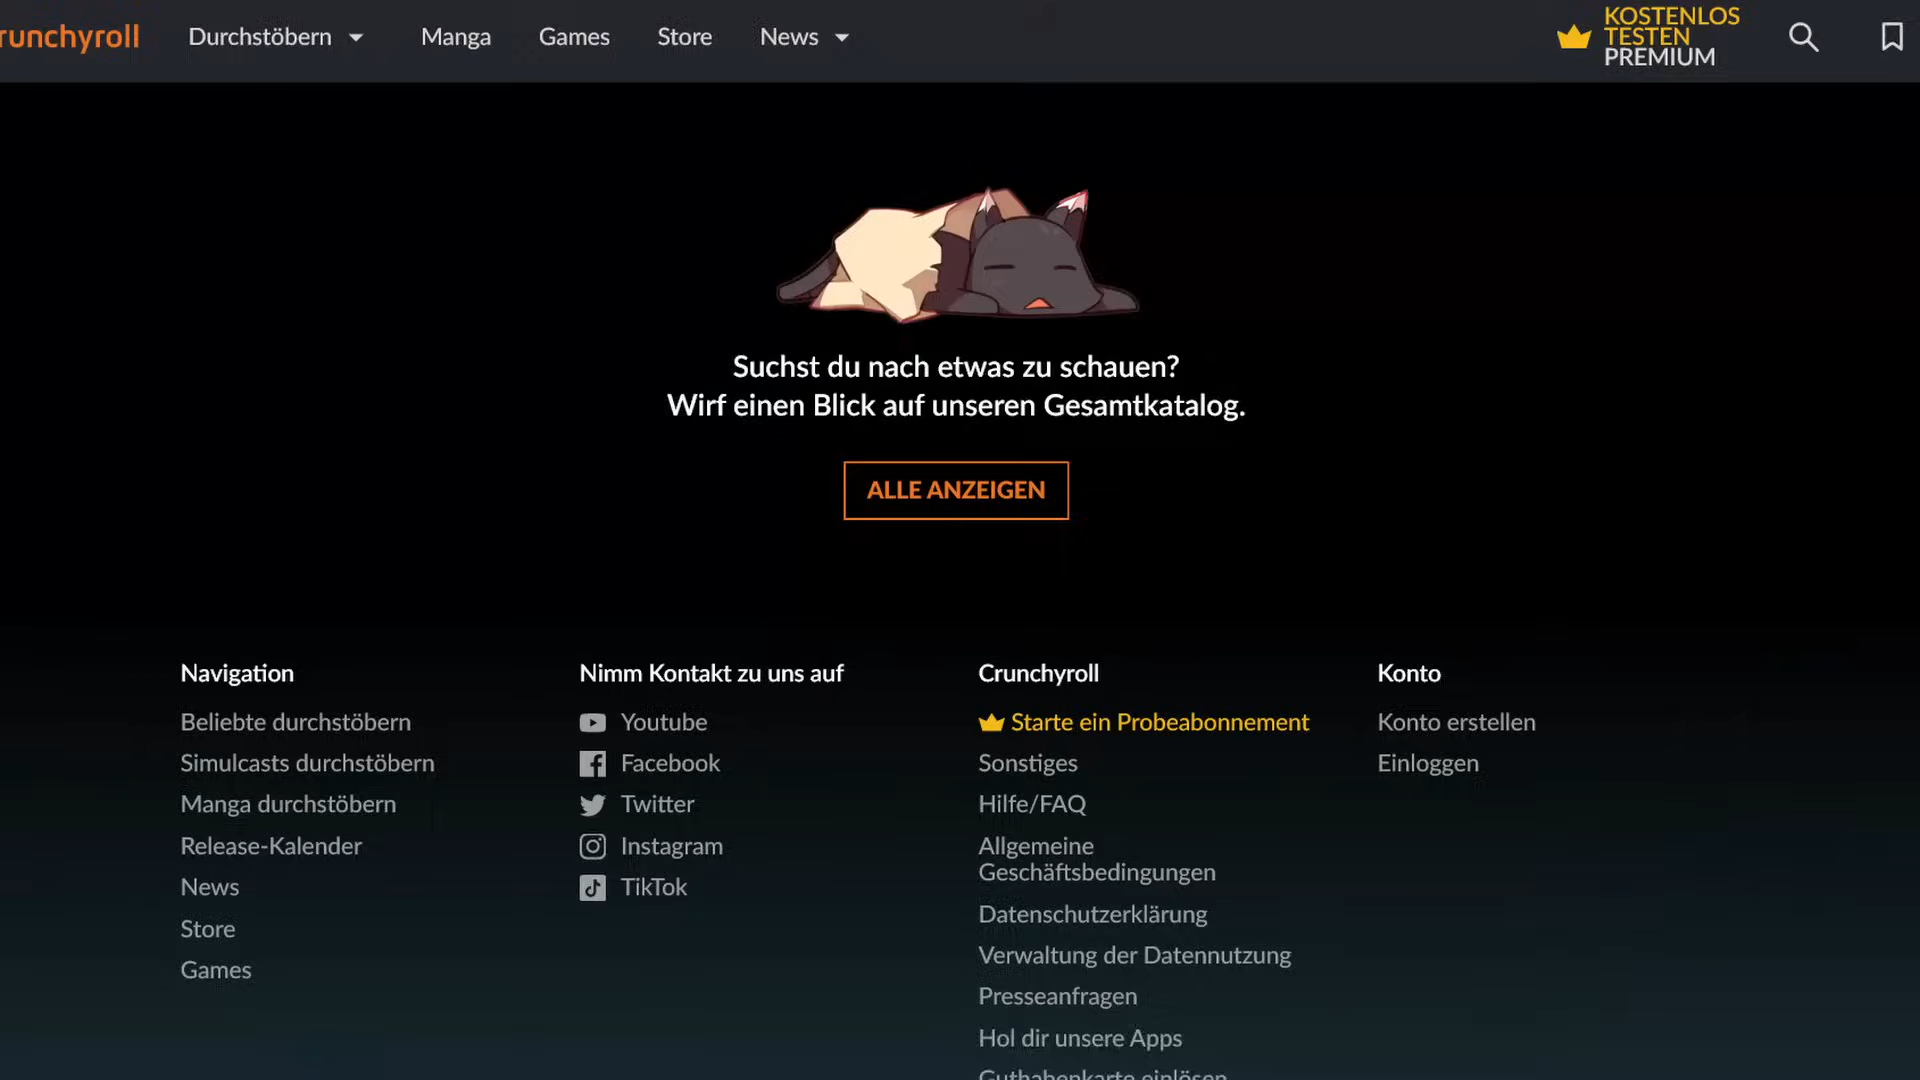 runchyroll Durchstöbern Manga Games Store News KOSTENLOS
TESTEN
PREMIUM
Suchst du nach etwas zu schauen?
Wirf einen Blick auf unseren Gesamtkatalog.
ALLE ANZEIGEN
Navigation
Beliebte durchstöbern
Simulcasts durchstöbern
Manga durchstöbern
Release-Kalender
News
Store
Games
Nimm Kontakt zu uns auf
Youtube
Facebook
Twitter
Instagram
TikTok
Crunchyroll
Starte ein Probeabonnement
Sonstiges
Hilfe/FAQ
Allgemeine
Geschäftsbedingungen
Datenschutzerklärung
Verwaltung der Datennutzung
Presseanfragen
Hol dir unsere Apps
Guthabenkarte einlösen
Konto
Konto erstellen
Einloggen